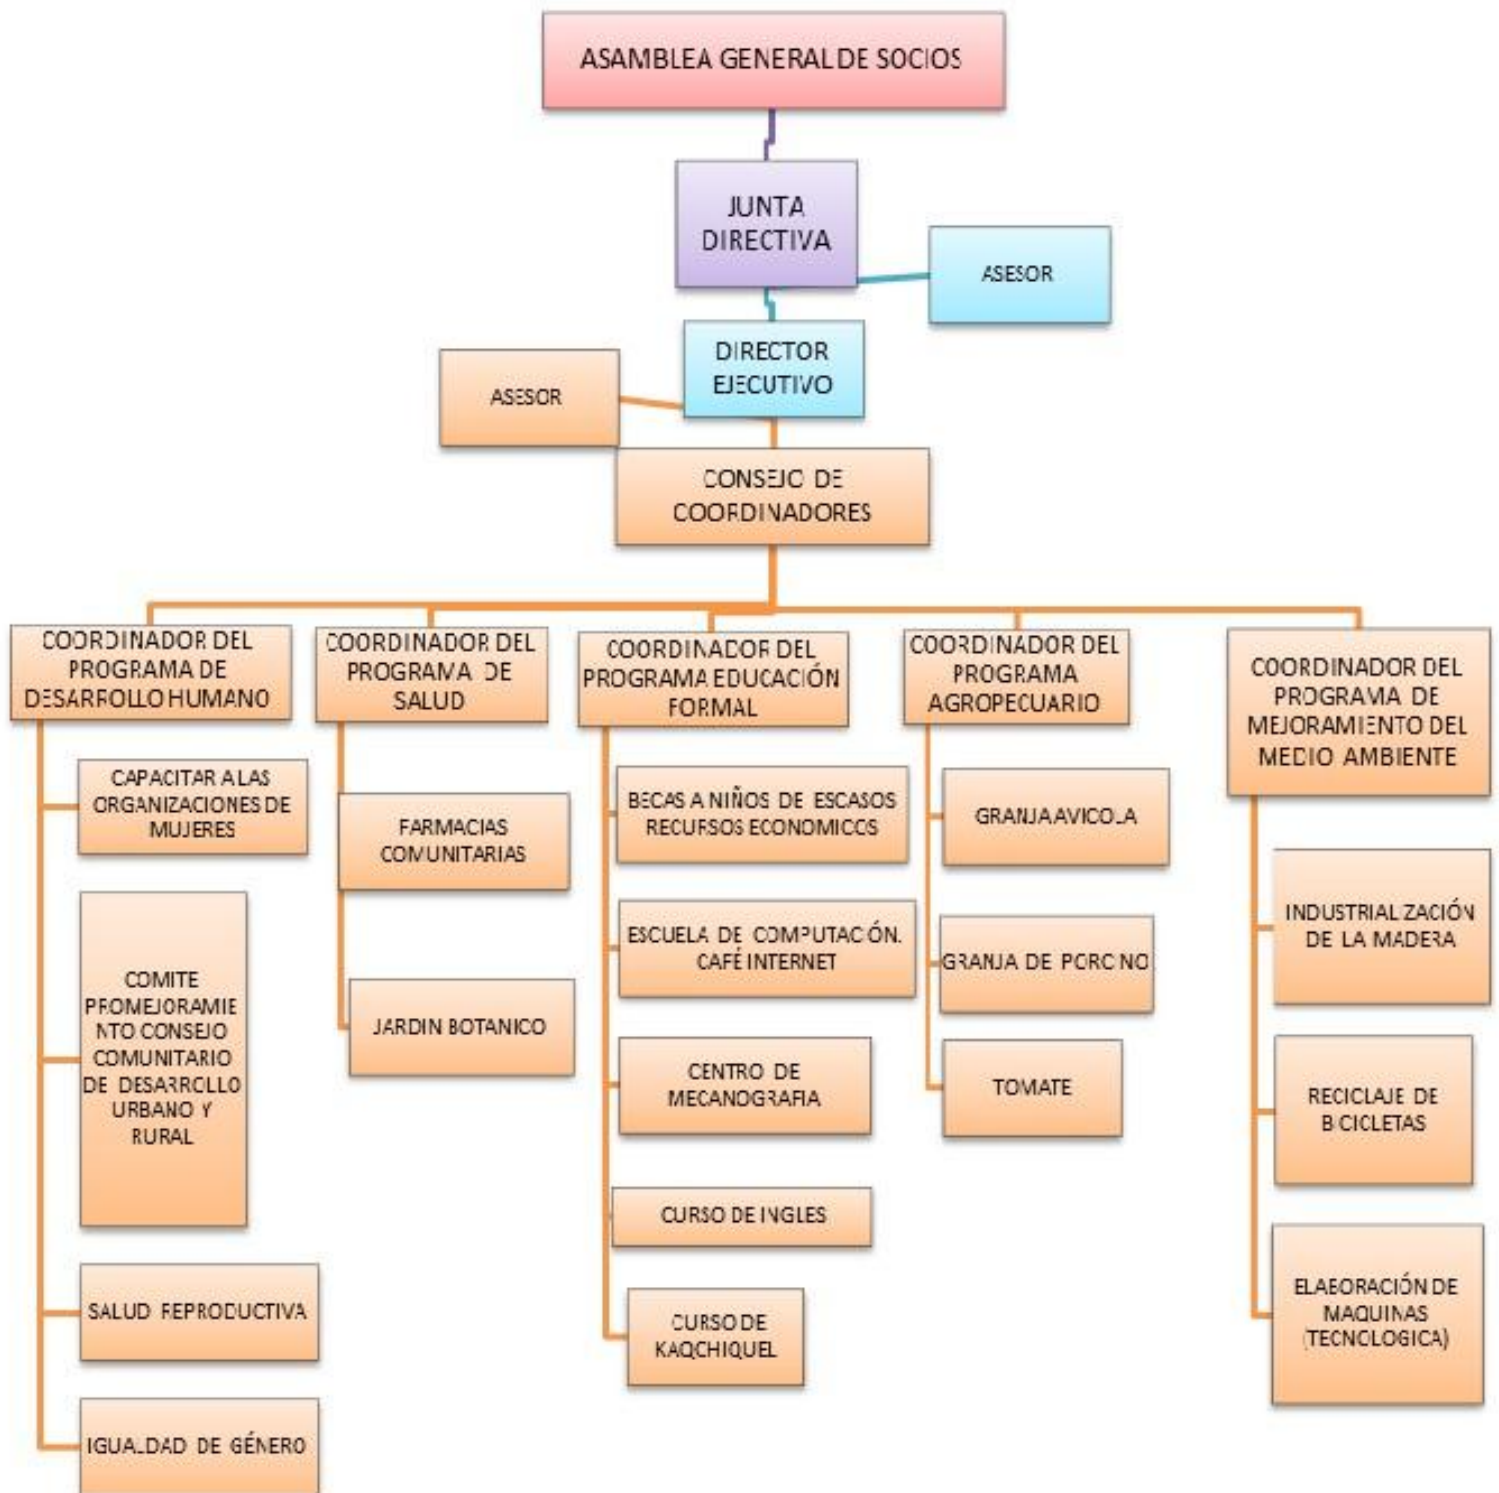 ASAMBLEA GENERAL DE SOCIOS
JUNTA
DIRECTIVA
ASESOR
DIRECTOR
EJECUTIVO
ASESOR
CONSEJO DE
COORDINADORES
COORDINADOR DEL
PROGRAMA DE
DESARROLLO HUMANO
CAPACITAR A LAS
ORGANIZACIONES DE
MUJERES
COMITE
PROMEJORAMIE
NTO CONSEJO
COMUNITARIO
DE DESARROLLO
URBANO Y
RURAL
SALUD REPRODUCTIVA
IGUALDAD DE GÉNERO
COORDINADOR DEL
PROGRAMA DE
SALUD
FARMACIAS
COMUNITARIAS
JARDIN BOTANICO
COORDINADOR DEL
PROGRAMA EDUCACIÓN
FORMAL
BECAS A NIÑOS DE ESCASOS
RECURSOS ECONOMICOS
ESCUELA DE COMPUTACIÓN.
CAFÉ INTERNET
CENTRO DE
MECANOGRAFIA
CURSO DE INGLES
CURSO DE
KAQCHIQUEL
COORDINADOR DEL
PROGRAMA
AGROPECUARIO
GRANJA AVICOLA
GRANJA DE PORCINO
TOMATE
COORDINADOR DEL
PROGRAMA DE
MEJORAMIENTO DEL
MEDIO AMBIENTE
INDUSTRIALIZACIÓN
DE LA MADERA
RECICLAJE DE
BICICLETAS
ELABORACIÓN DE
MAQUINAS
(TECNOLOGICA)